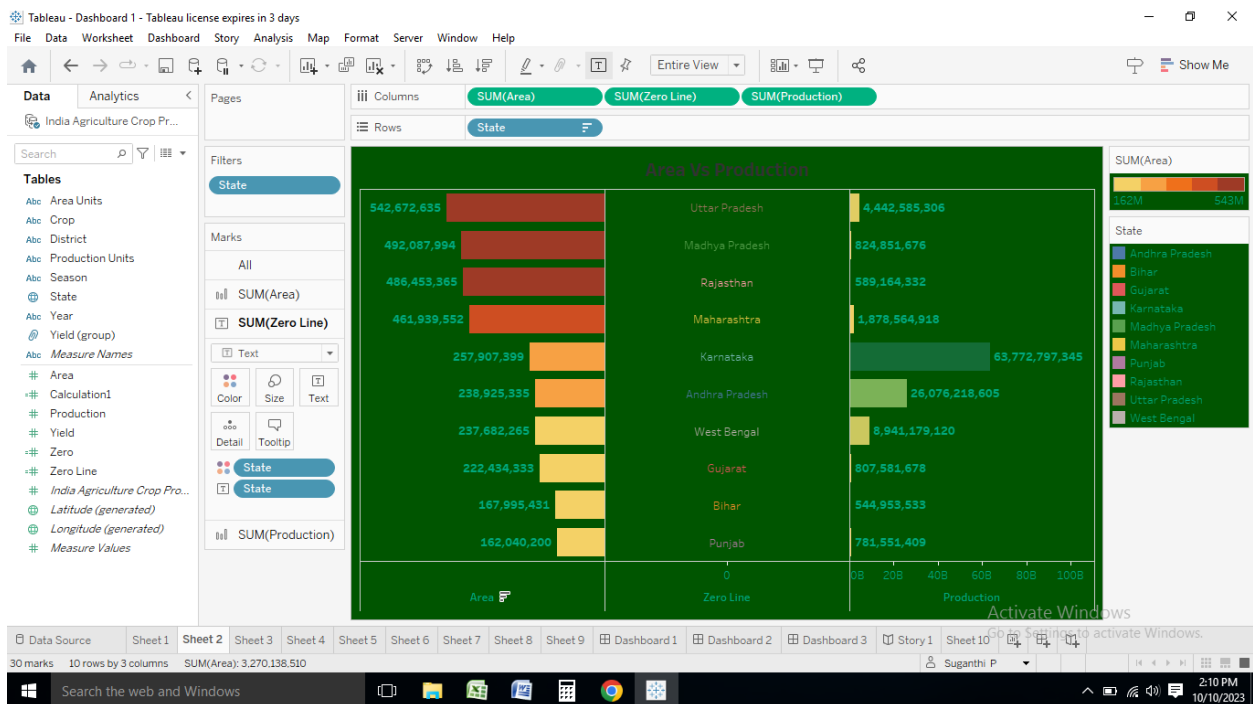 Tableau - Dashboard 1 - Tableau license expires in 3 days
File Data Worksheet Dashboard Story Analysis Map Format Server Window Help
Entire View
Show Me
Data Analytics
India Agriculture Crop Pr...
Search
Tables
Abc Area Units
Abc Crop
Abc District
Abc Production Units
Abc Season
State
Abc Year
Yield (group)
Abc Measure Names
# Area
=# Calculation1
# Production
# Yield
=# Zero
=# Zero Line
# India Agriculture Crop Pro...
Latitude (generated)
Longitude (generated)
# Measure Values
Pages
Filters
State
Marks
All
SUM(Area)
SUM(Zero Line)
Text
Color Size Text
Detail Tooltip
State
State
SUM(Production)
Columns SUM(Area) SUM(Zero Line) SUM(Production)
Rows State
Area Vs Production
542,672,635 Uttar Pradesh 4,442,585,306
492,087,994 Madhya Pradesh 824,851,676
486,453,365 Rajasthan 589,164,332
461,939,552 Maharashtra 1,878,564,918
257,907,399 Karnataka 63,772,797,345
238,925,335 Andhra Pradesh 26,076,218,605
237,682,265 West Bengal 8,941,179,120
222,434,333 Gujarat 807,581,678
167,995,431 Bihar 544,953,533
162,040,200 Punjab 781,551,409
0 0B 20B 40B 60B 80B 100B
Area Zero Line Production
SUM(Area)
162M 543M
State
Andhra Pradesh
Bihar
Gujarat
Karnataka
Madhya Pradesh
Maharashtra
Punjab
Rajasthan
Uttar Pradesh
West Bengal
Activate Windows
Go to Settings to activate Windows.
Data Source Sheet 1 Sheet 2 Sheet 3 Sheet 4 Sheet 5 Sheet 6 Sheet 7 Sheet 8 Sheet 9 Dashboard 1 Dashboard 2 Dashboard 3 Story 1 Sheet 10
30 marks 10 rows by 3 columns SUM(Area): 3,270,138,510 Suganthi P
Search the web and Windows
2:10 PM
10/10/2023